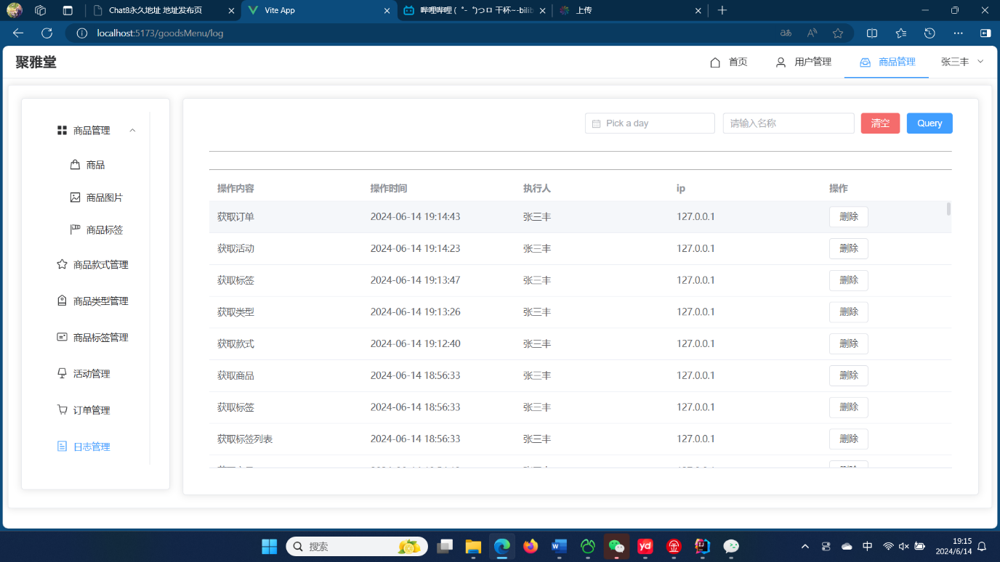 Chat8永久地址 地址发布页
Vite App
哔哩哔哩 (゜-゜)つロ 干杯~-bilib
上传
localhost:5173/goodsMenu/log
聚雅堂
首页
用户管理
商品管理
张三丰
商品管理
商品
商品图片
商品标签
商品款式管理
商品类型管理
商品标签管理
活动管理
订单管理
日志管理
Pick a day
请输入名称
清空
Query
操作内容 操作时间 执行人 ip 操作
获取订单 2024-06-14 19:14:43 张三丰 127.0.0.1 删除
获取活动 2024-06-14 19:14:23 张三丰 127.0.0.1 删除
获取标签 2024-06-14 19:13:47 张三丰 127.0.0.1 删除
获取类型 2024-06-14 19:13:26 张三丰 127.0.0.1 删除
获取款式 2024-06-14 19:12:40 张三丰 127.0.0.1 删除
获取商品 2024-06-14 18:56:33 张三丰 127.0.0.1 删除
获取标签 2024-06-14 18:56:33 张三丰 127.0.0.1 删除
获取标签列表 2024-06-14 18:56:33 张三丰 127.0.0.1 删除
搜索
中
19:15
2024/6/14